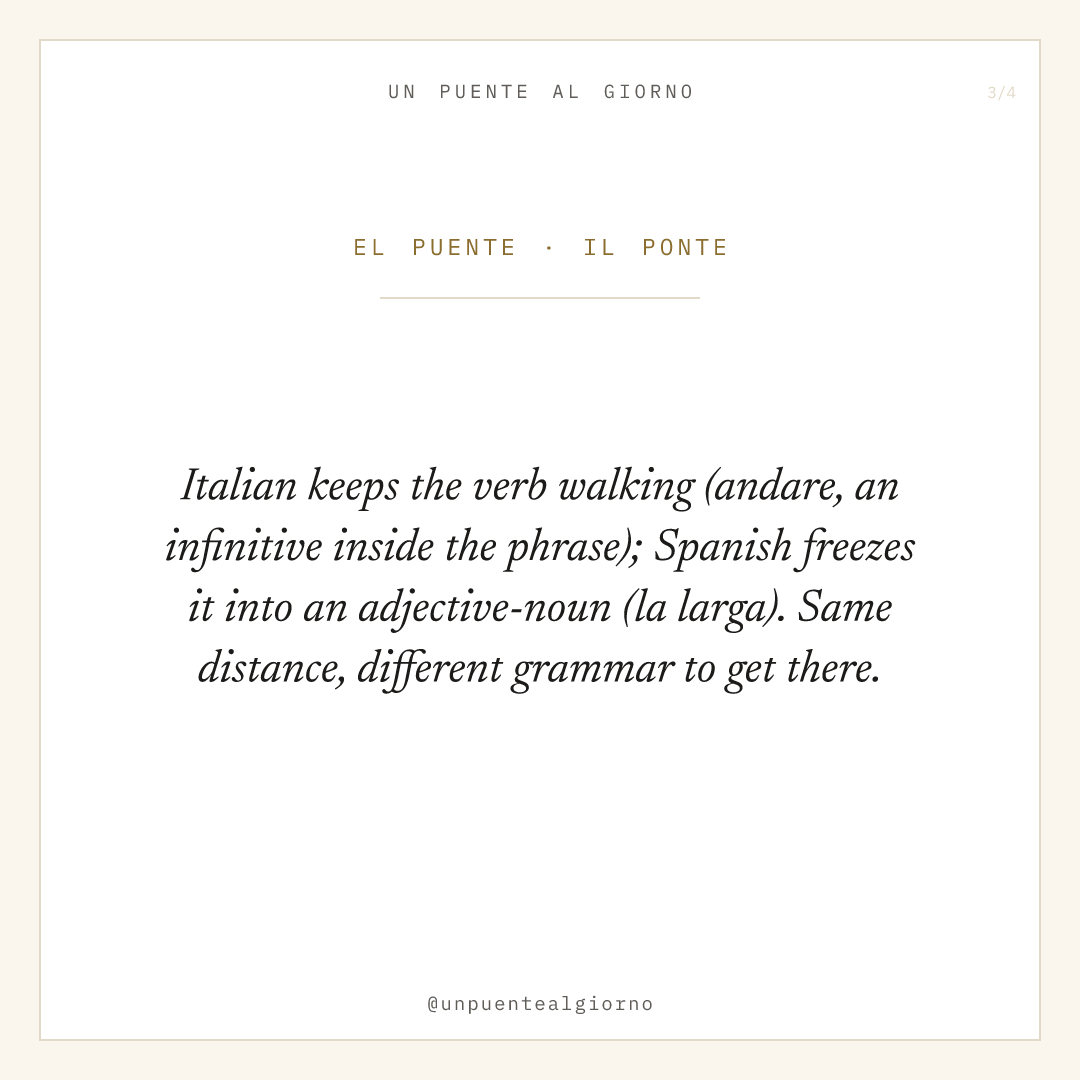 UN PUENTE AL GIORNO
3/4
EL PUENTE · IL PONTE
Italian keeps the verb walking (andare, an
infinitive inside the phrase); Spanish freezes
it into an adjective-noun (la larga). Same
distance, different grammar to get there.
@unpuentealgiorno